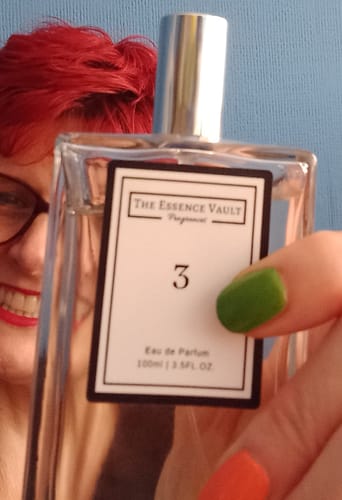 THE ESSENCE VAULT
Fragrances
3
Eau de Parfum
100ml | 3.5FL.OZ.